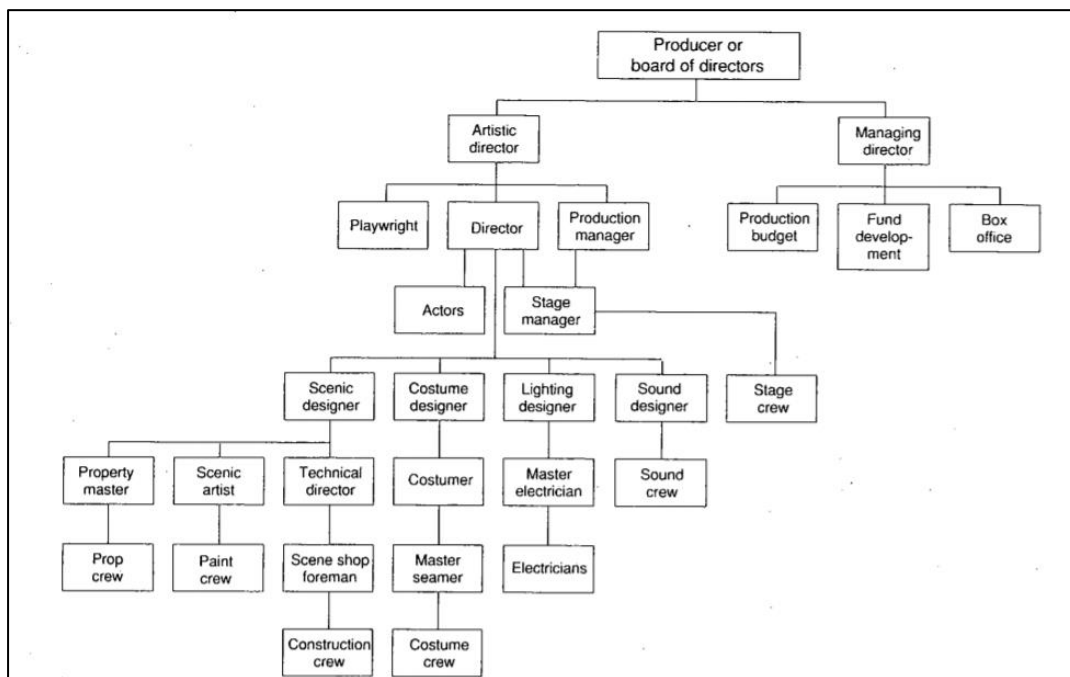 Producer or
board of directors
Artistic
director
Managing
director
Playwright
Director
Production
manager
Production
budget
Fund
develop-
ment
Box
office
Actors
Stage
manager
Scenic
designer
Costume
designer
Lighting
designer
Sound
designer
Stage
crew
Property
master
Scenic
artist
Technical
director
Costumer
Master
electrician
Sound
crew
Prop
crew
Paint
crew
Scene shop
foreman
Master
seamer
Electricians
Construction
crew
Costume
crew